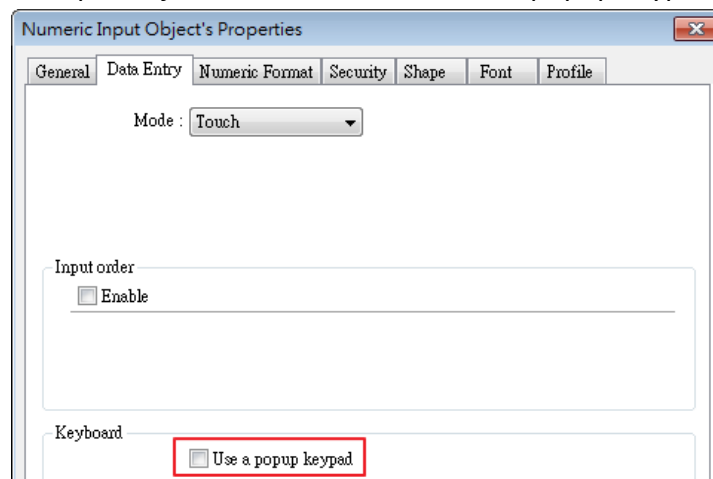 Numeric Input Object's Properties
General Data Entry Numeric Format Security Shape Font Profile
Mode : Touch
Input order
Enable
Keyboard
Use a popup keypad